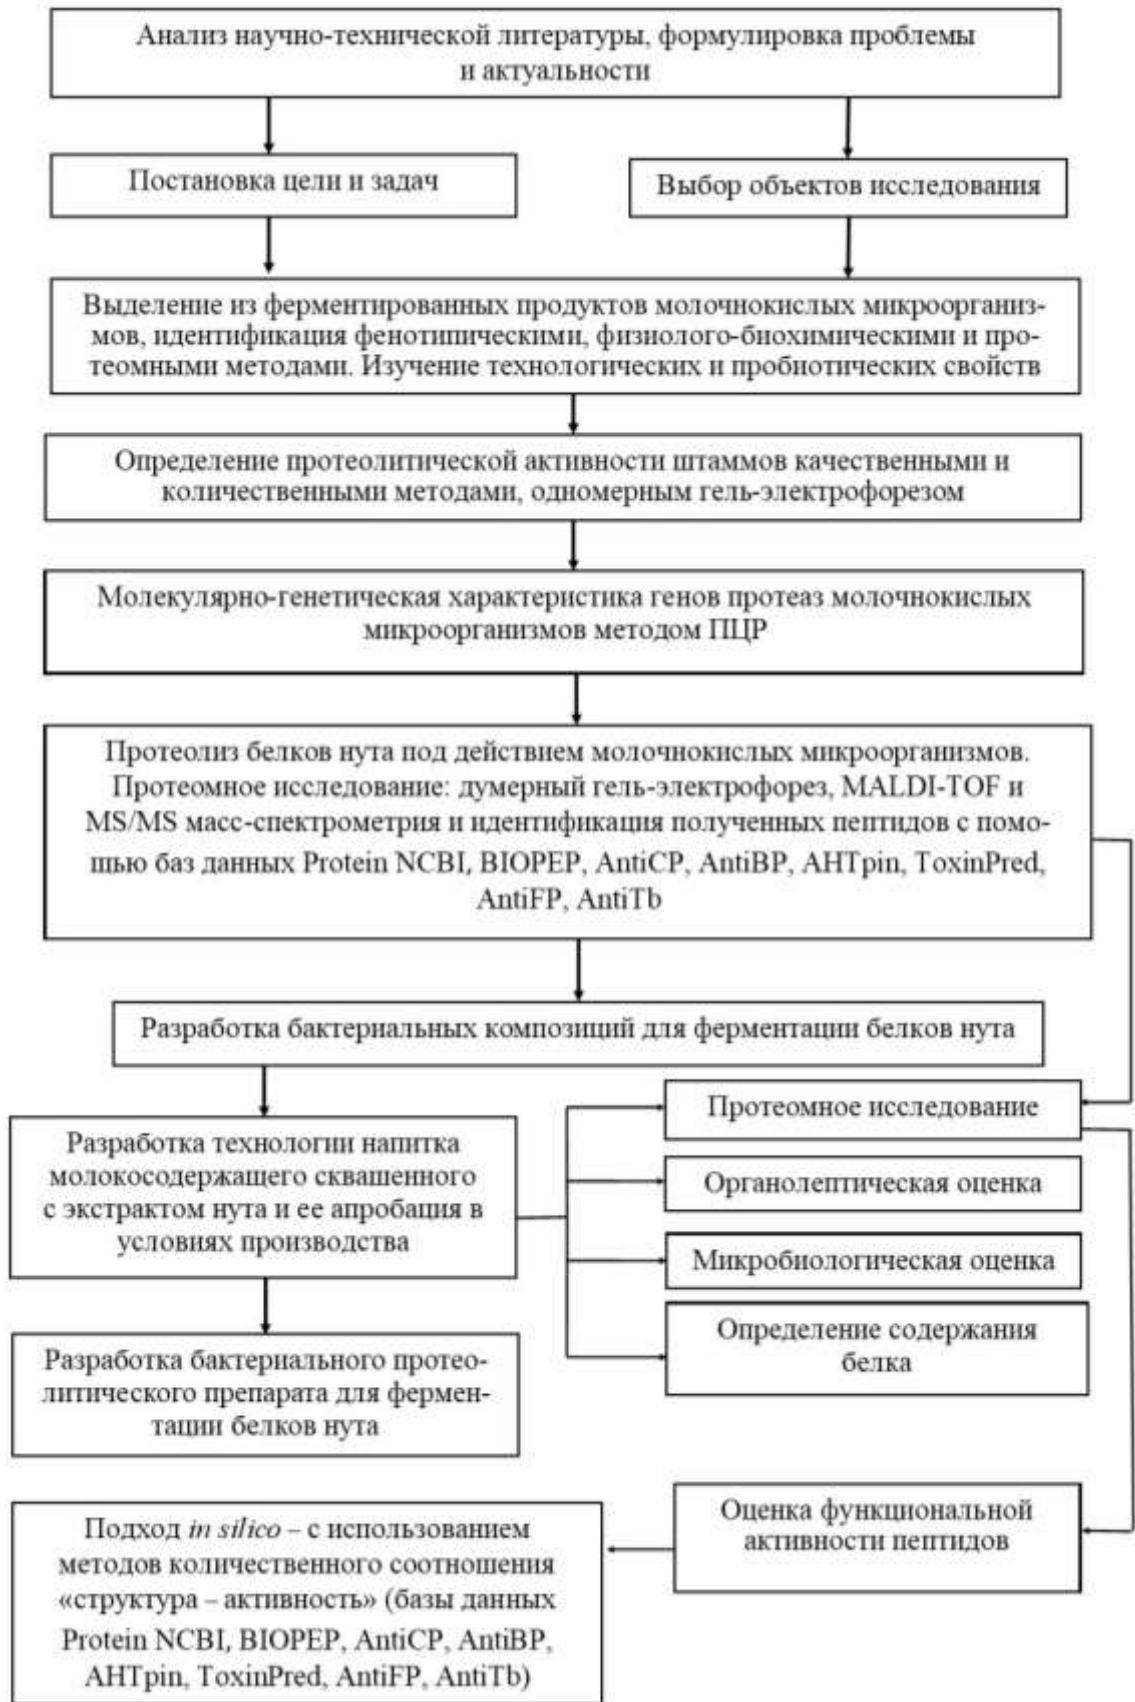 Анализ научно-технической литературы, формулировка проблемы
и актуальности
Постановка цели и задач
Выбор объектов исследования
Выделение из ферментированных продуктов молочнокислых микроорганиз-
мов, идентификация фенотипическими, физиолого-биохимическими и про-
теомными методами. Изучение технологических и пробиотических свойств
Определение протеолитической активности штаммов качественными и
количественными методами, одномерным гель-электрофорезом
Молекулярно-генетическая характеристика генов протеаз молочнокислых
микроорганизмов методом ПЦР
Протеолиз белков нута под действием молочнокислых микроорганизмов.
Протеомное исследование: думерный гель-электрофорез, MALDI-TOF и
MS/MS масс-спектрометрия и идентификация полученных пептидов с помо-
щью баз данных Protein NCBI, BIOPEP, AntiCP, AntiBP, AHTpin, ToxinPred,
AntiFP, AntiTb
Разработка бактериальных композиций для ферментации белков нута
Разработка технологии напитка
молокосодержащего сквашенного
с экстрактом нута и ее апробация в
условиях производства
Протеомное исследование
Органолептическая оценка
Микробиологическая оценка
Определение содержания
белка
Разработка бактериального протео-
литического препарата для фермен-
тации белков нута
Оценка функциональной
активности пептидов
Подход in silico – с использованием
методов количественного соотношения
«структура – активность» (базы данных
Protein NCBI, BIOPEP, AntiCP, AntiBP,
AHTpin, ToxinPred, AntiFP, AntiTb)